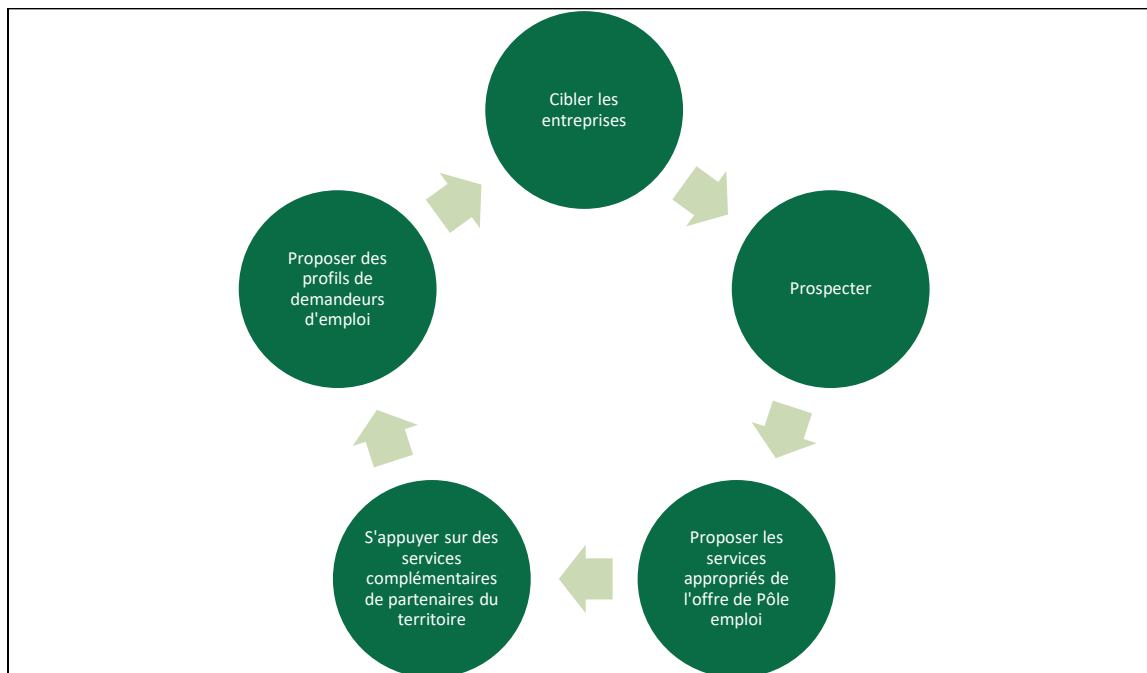 Cibler les
entreprises
Prospecter
Proposer les
services
appropriés de
l'offre de Pôle
emploi
S'appuyer sur des
services
complémentaires
de partenaires du
territoire
Proposer des
profils de
demandeurs
d'emploi